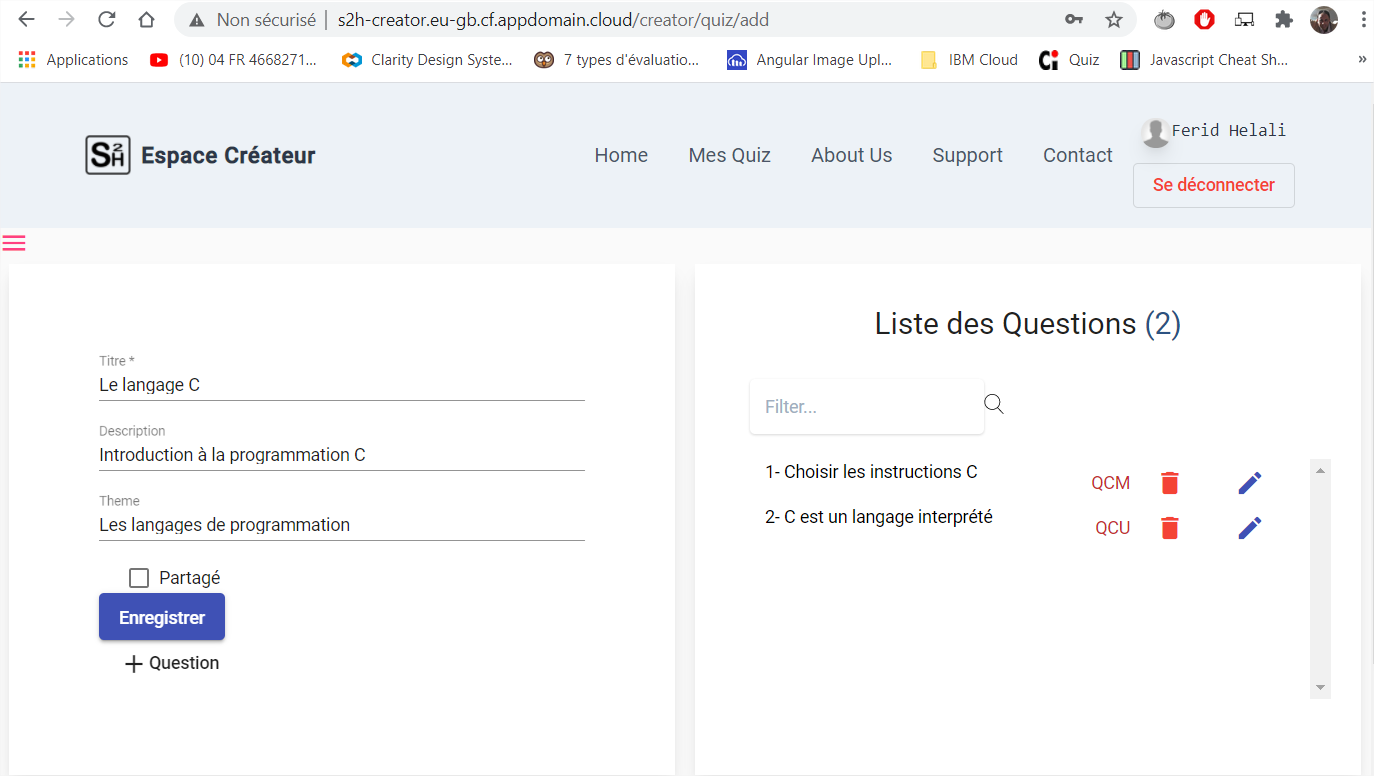 Non sécurisé | s2h-creator.eu-gb.cf.appdomain.cloud/creator/quiz/add
Applications (10) 04 FR 4668271... Clarity Design Syste... 7 types d'évaluatio... Angular Image Upl... IBM Cloud Quiz Javascript Cheat Sh... »
S2H Espace Créateur
Home Mes Quiz About Us Support Contact
Ferid Helali
Se déconnecter
Titre *
Le langage C
Description
Introduction à la programmation C
Theme
Les langages de programmation
Partagé
Enregistrer
+ Question
Liste des Questions (2)
Filter...
1- Choisir les instructions C QCM
2- C est un langage interprété QCU